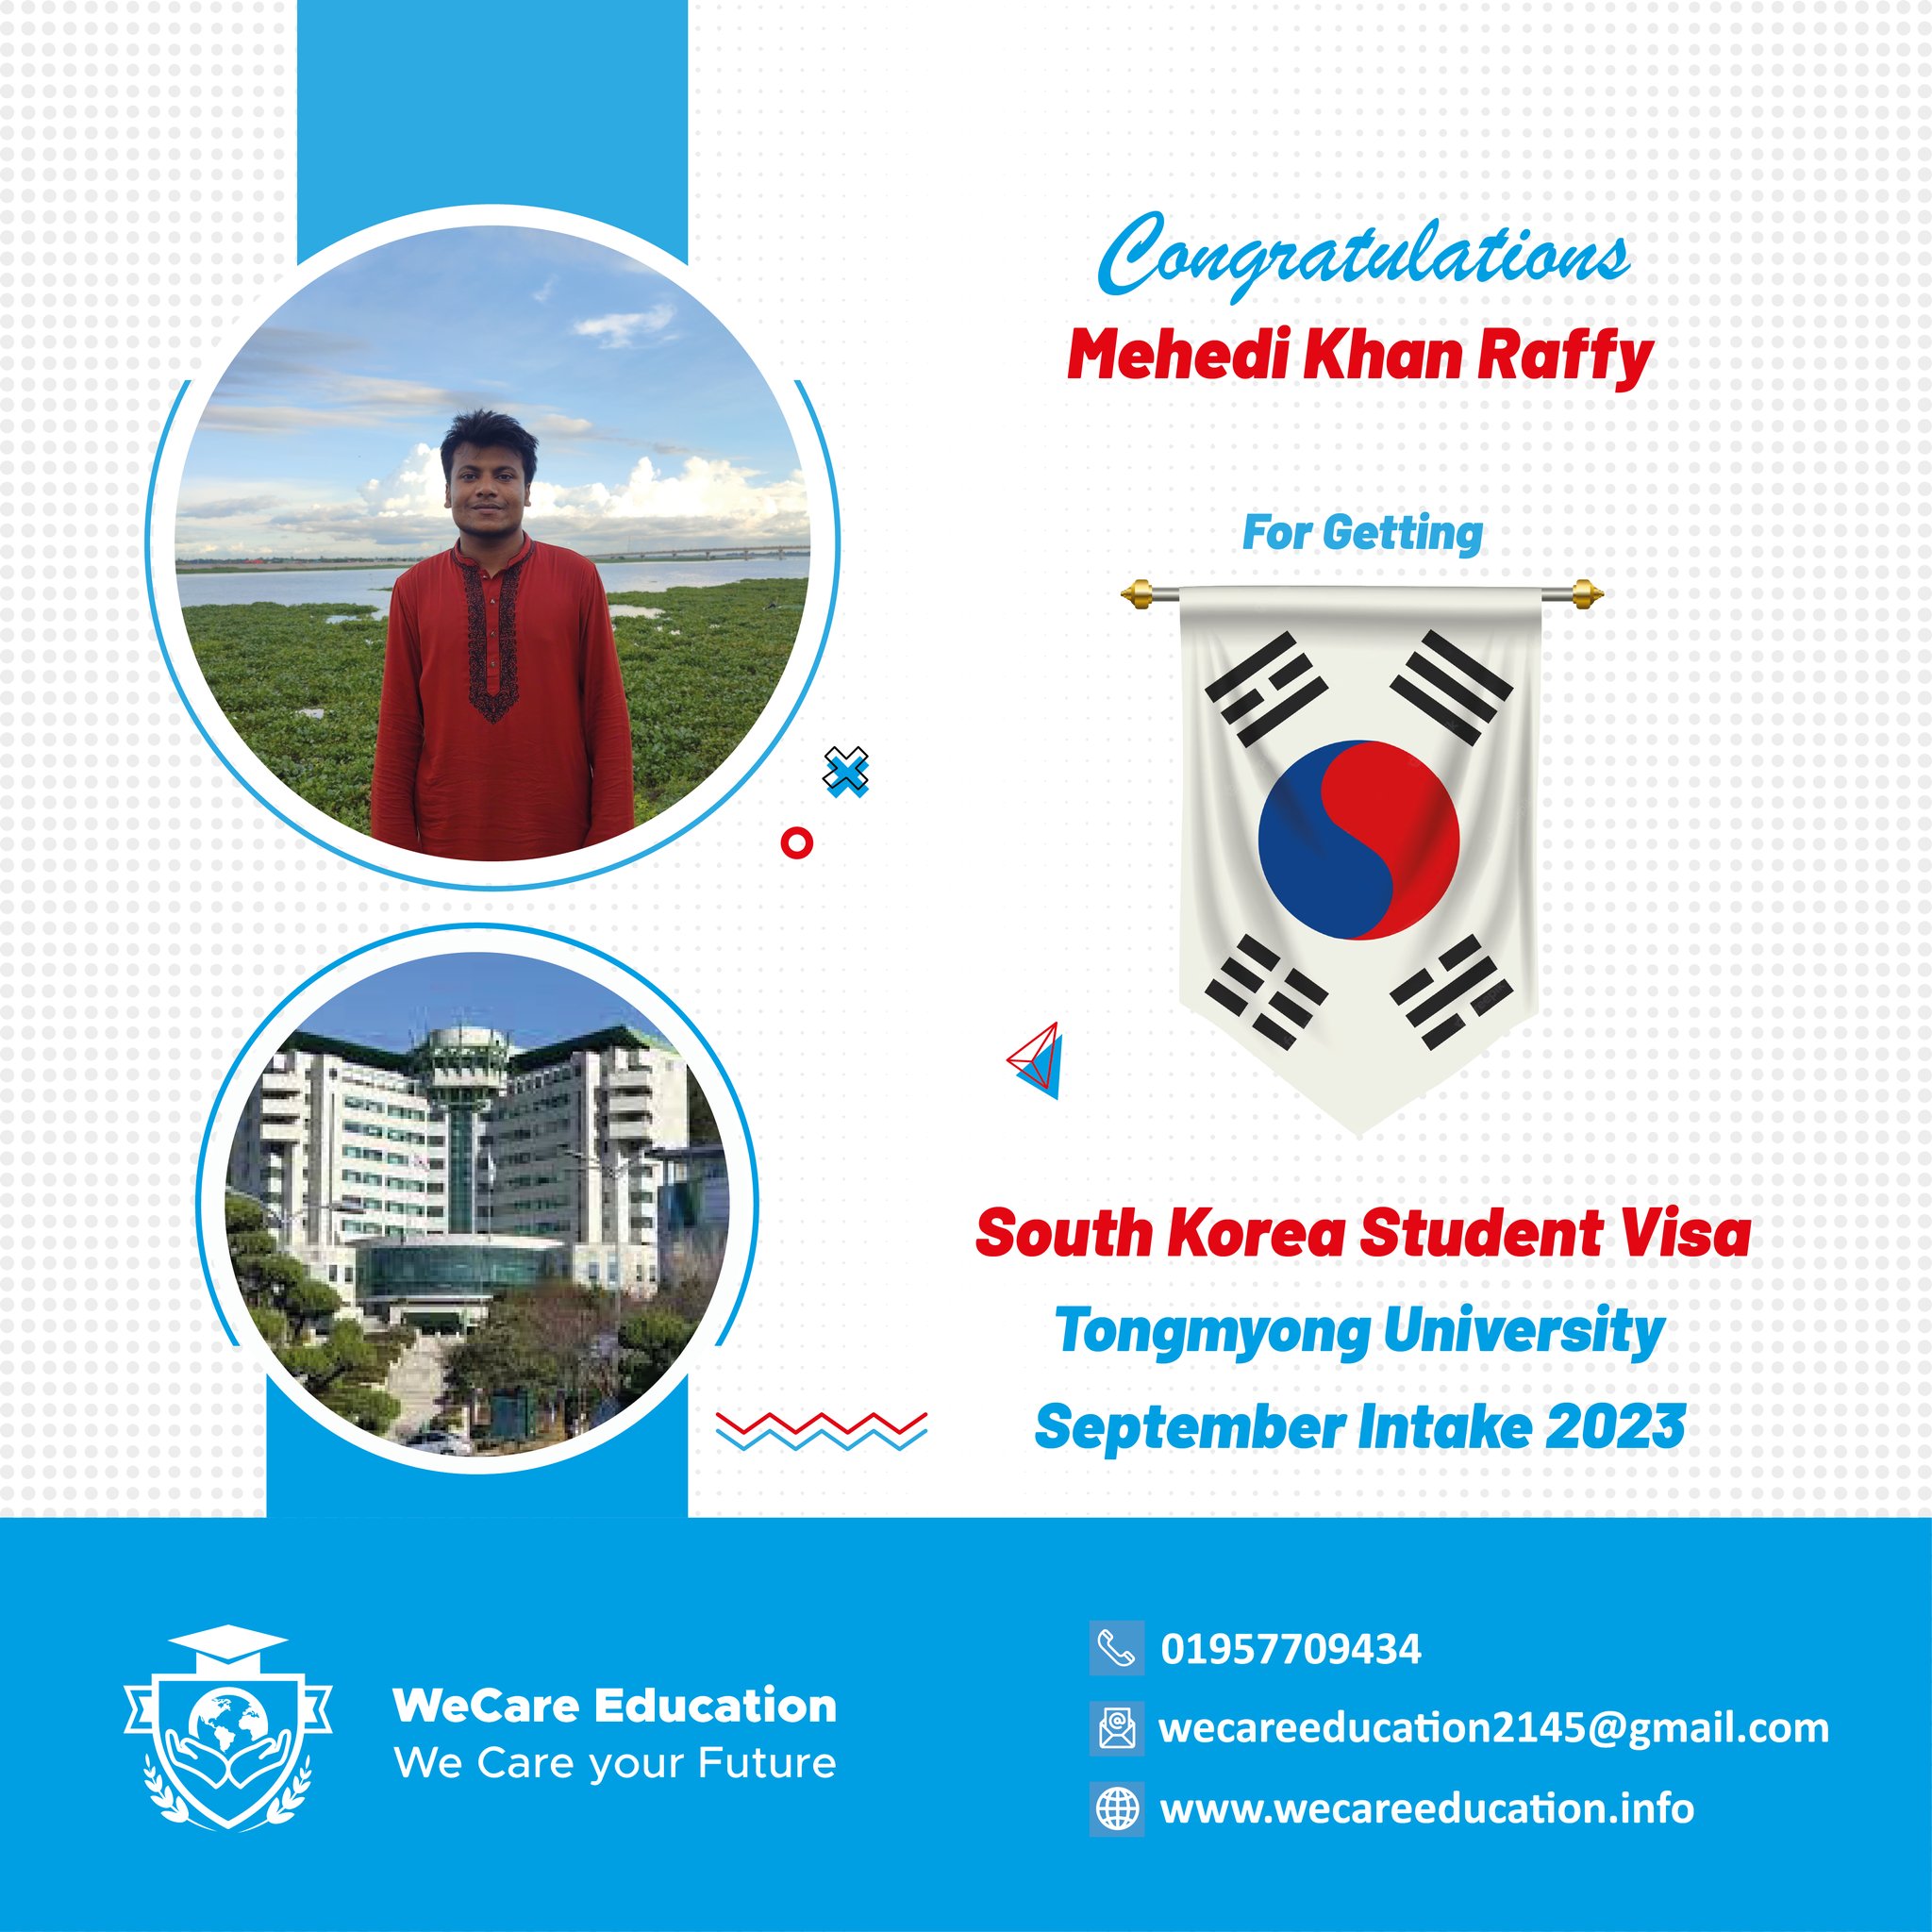 Congratulations
Mehedi Khan Raffy
For Getting
South Korea Student Visa
Tongmyong University
September Intake 2023
WeCare Education
We Care your Future
01957709434
wecareeducation2145@gmail.com
www.wecareeducation.info